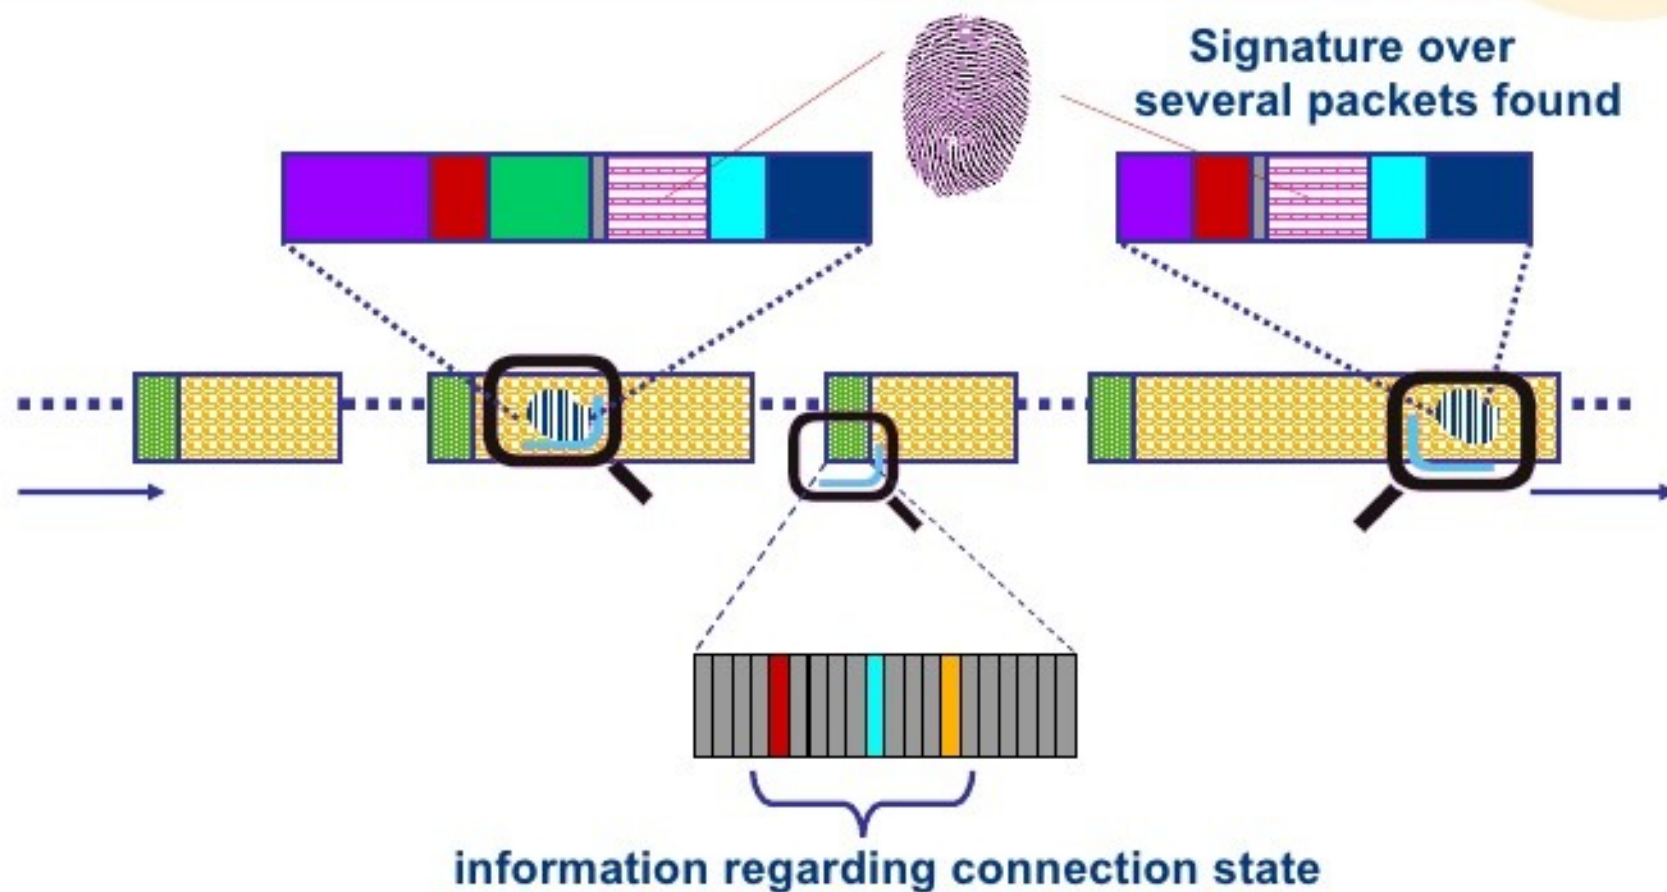 Signature over
several packets found
information regarding connection state